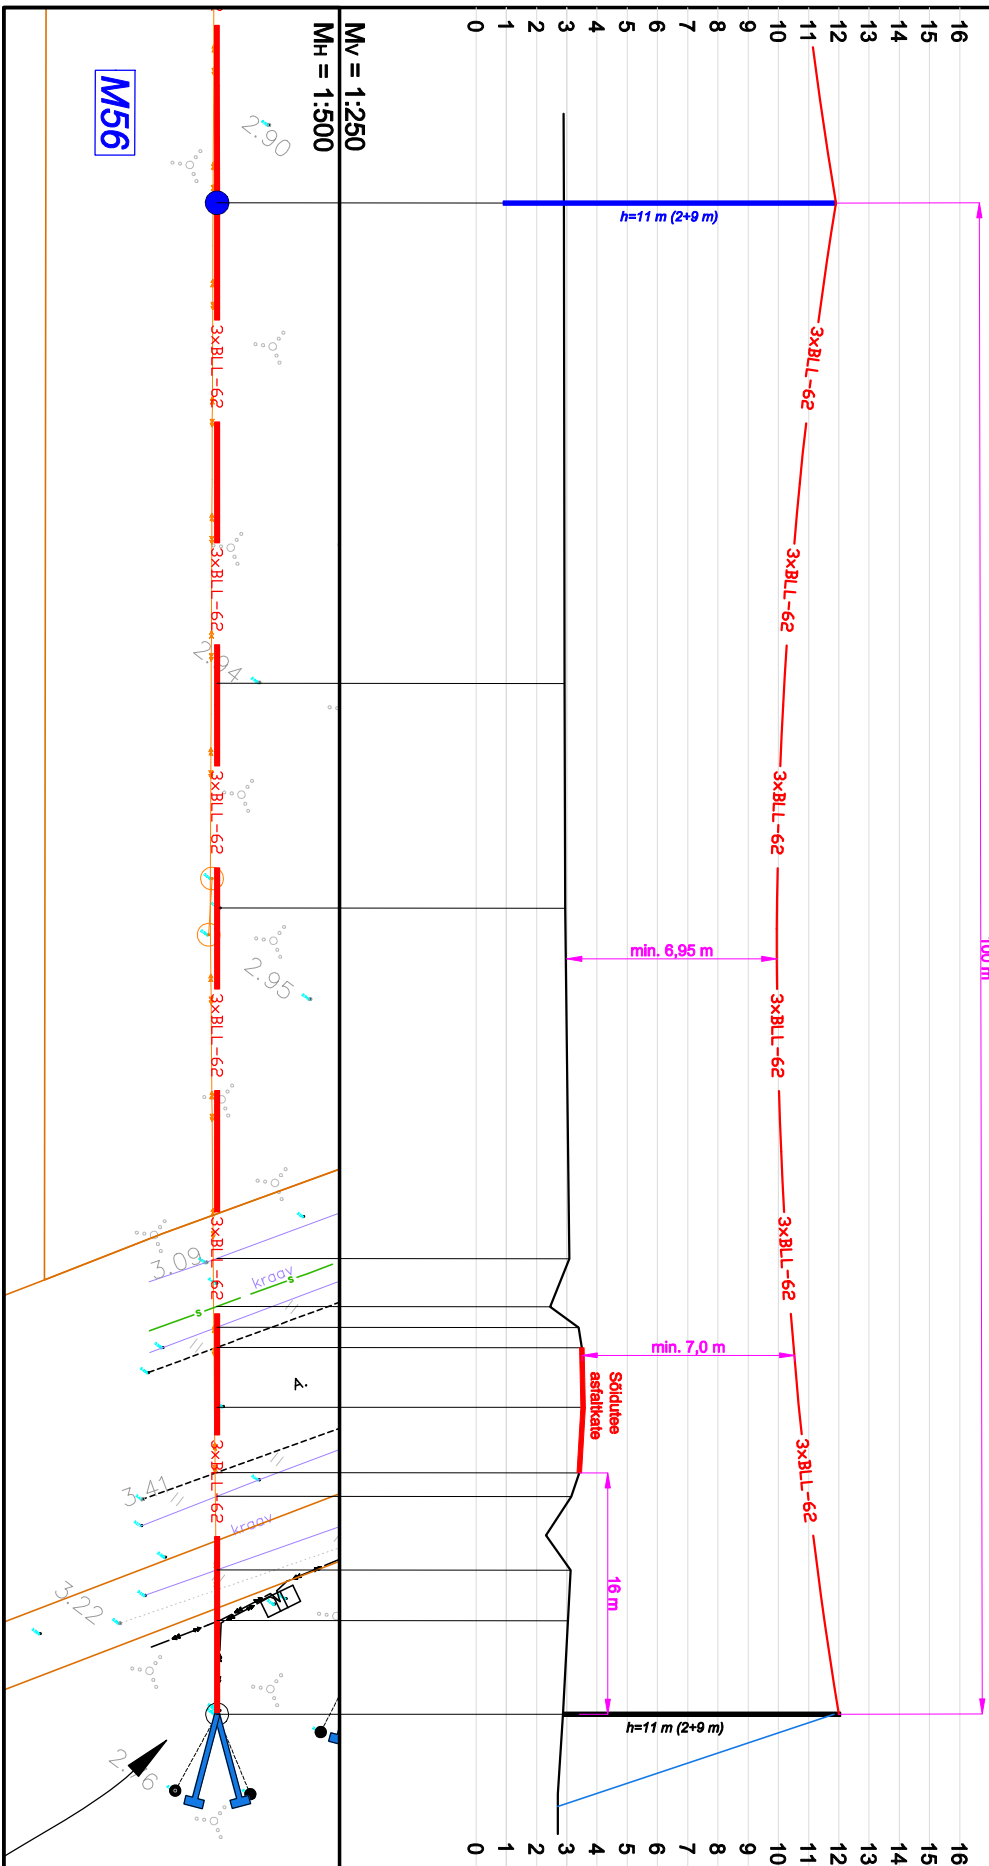 0 1 2 3 4 5 6 7 8 9 10 11 12 13 14 15 16
Mv = 1:250
MH = 1:500
M56
h=11 m (2+9 m)
3xBLL-62
3xBLL-62
3xBLL-62
3xBLL-62
3xBLL-62
3xBLL-62
100 m
min. 6,95 m
min. 7,0 m
Sõidutee
asfaltkate
16 m
h=11 m (2+9 m)
2.90
3xBLL-62
3xBLL-62
2.94
3xBLL-62
2.95
3xBLL-62
3.09
3xBLL-62
kraav
s
s
A.
3.41
3xBLL-62
kraav
3.22
0 1 2 3 4 5 6 7 8 9 10 11 12 13 14 15 16